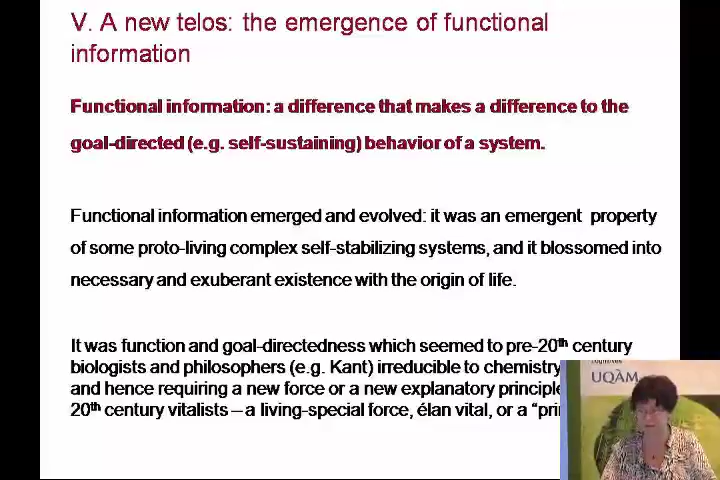 V. A new telos: the emergence of functional
information
Functional information: a difference that makes a difference to the
goal-directed (e.g. self-sustaining) behavior of a system.
Functional information emerged and evolved: it was an emergent property
of some proto-living complex self-stabilizing systems, and it blossomed into
necessary and exuberant existence with the origin of life.
It was function and goal-directedness which seemed to pre-20th century
biologists and philosophers (e.g. Kant) irreducible to chemistry
and hence requiring a new force or a new explanatory principle
20th century vitalists—a living-special force, élan vital, or a
UQÀM